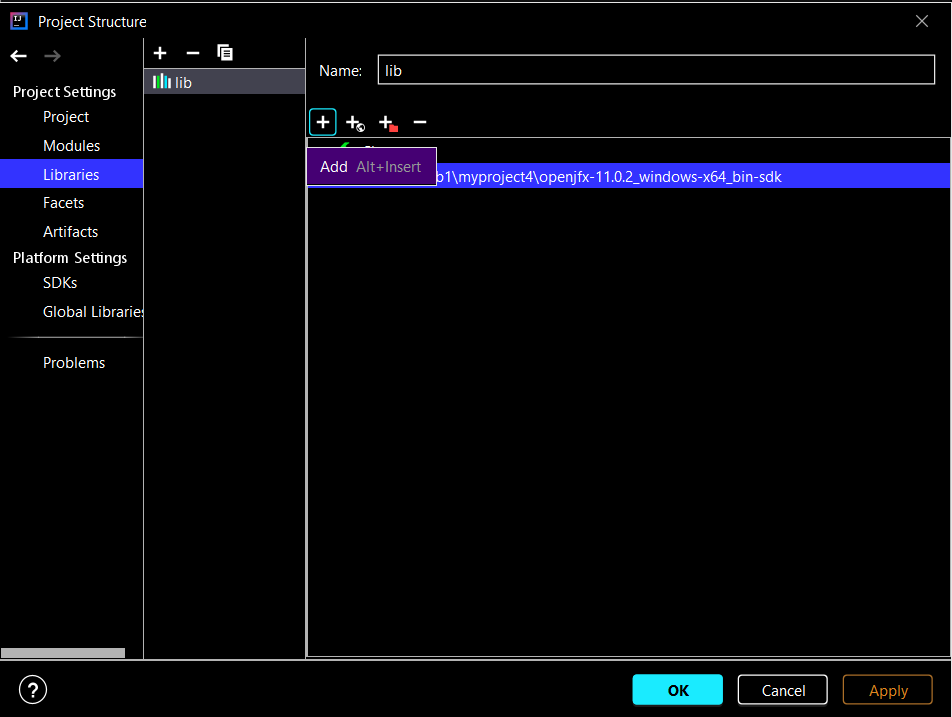 Project Structure
Project Settings
Project
Modules
Libraries
Facets
Artifacts
Platform Settings
SDKs
Global Libraries
Problems
lib
Name: lib
Add Alt+Insert
b1\myproject4\openjfx-11.0.2_windows-x64_bin-sdk
?
OK
Cancel
Apply